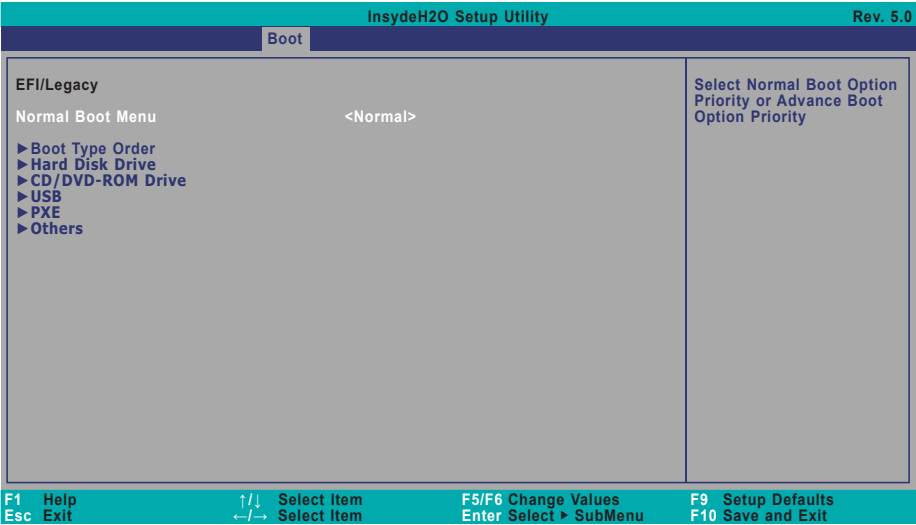 InsydeH2O Setup Utility Rev. 5.0
Boot
EFI/Legacy
Normal Boot Menu <Normal>
►Boot Type Order
►Hard Disk Drive
►CD/DVD-ROM Drive
►USB
►PXE
►Others
Select Normal Boot Option
Priority or Advance Boot
Option Priority
F1 Help ↑/↓ Select Item F5/F6 Change Values F9 Setup Defaults
Esc Exit ←/→ Select Item Enter Select ► SubMenu F10 Save and Exit